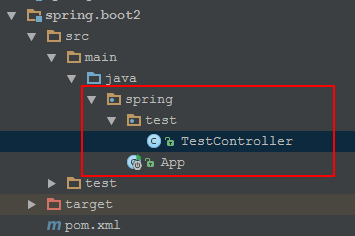 spring.boot2
src
main
java
spring
test
TestController
App
test
target
pom.xml